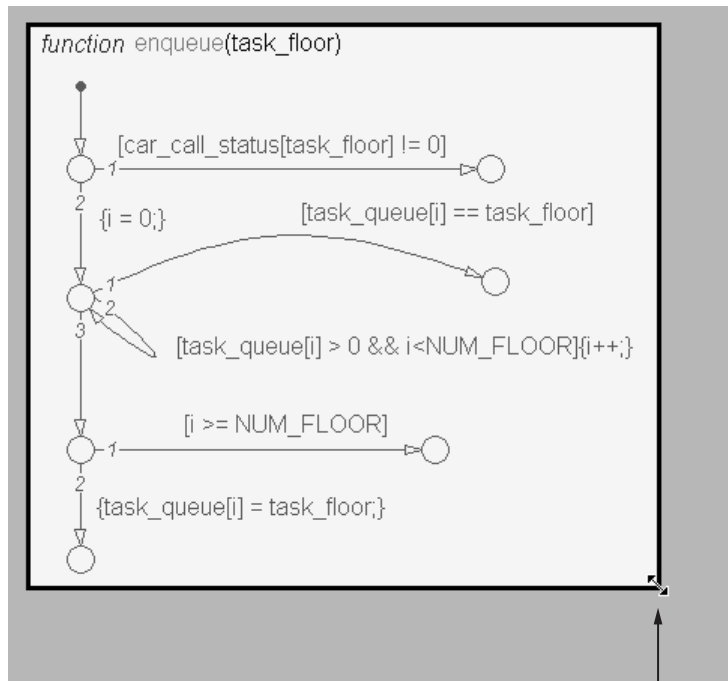 function enqueue(task_floor)
[car_call_status[task_floor] != 0]
1
2
{i = 0;}
[task_queue[i] == task_floor]
1
2
3
[task_queue[i] > 0 && i<NUM_FLOOR]{i++;}
[i >= NUM_FLOOR]
1
2
{task_queue[i] = task_floor;}